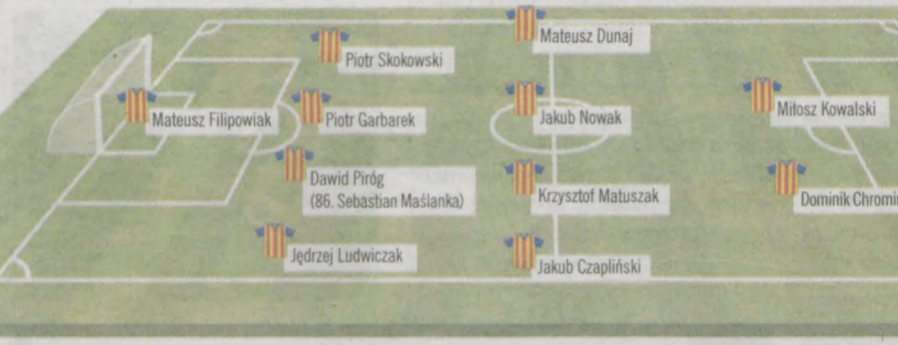 Mateusz Dunaj
Piotr Skokowski
Mateusz Filipowiak
Piotr Garbarek
Jakub Nowak
Miłosz Kowalski
Dawid Piróg
(86. Sebastian Maślanka)
Krzysztof Matuszak
Dominik
Jędrzej Ludwiczak
Jakub Czapliński